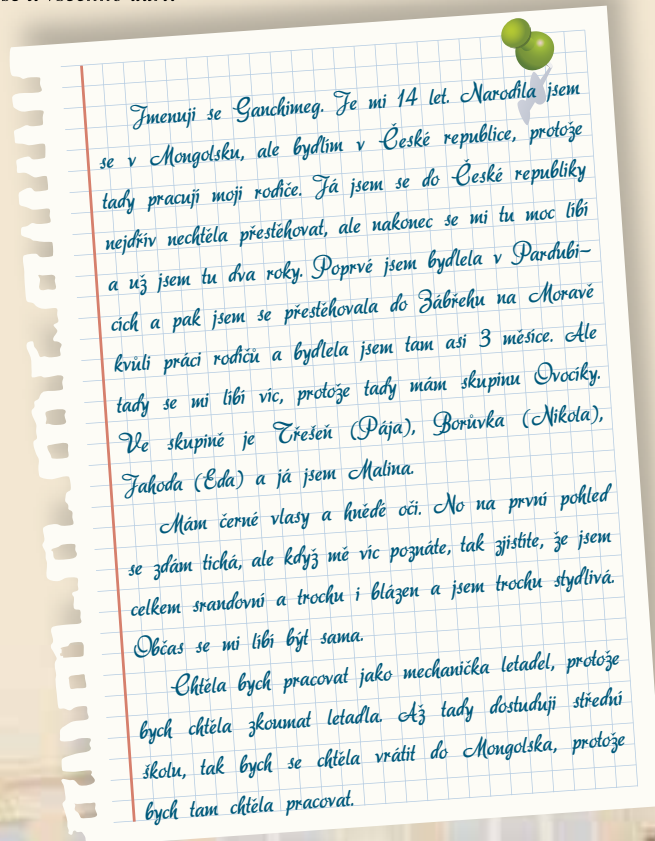 Jmenuji se Ganchimeg. Je mi 14 let. Narodila jsem
se v Mongolsku, ale bydlím v České republice, protože
tady pracují moji rodiče. Já jsem se do České republiky
nejdřív nechtěla přestěhovat, ale nakonec se mi tu moc líbí
a už jsem tu dva roky. Poprvé jsem bydlela v Pardubi–
cích a pak jsem se přestěhovala do Zábřehu na Moravě
kvůli práci rodičů a bydlela jsem tam asi 3 měsíce. Ale
tady se mi líbí víc, protože tady mám skupinu Ovocíky.
Ve skupině je Třešeň (Pája), Borůvka (Nikola),
Jahoda (Eda) a já jsem Malina.
Mám černé vlasy a hnědé oči. No na první pohled
se zdám tichá, ale když mě víc poznáte, tak zjistíte, že jsem
celkem srandovní a trochu i blázen a jsem trochu stydlivá.
Občas se mi líbí být sama.
Chtěla bych pracovat jako mechanička letadel, protože
bych chtěla zkoumat letadla. Až tady dostuduji střední
školu, tak bych se chtěla vrátit do Mongolska, protože
bych tam chtěla pracovat.